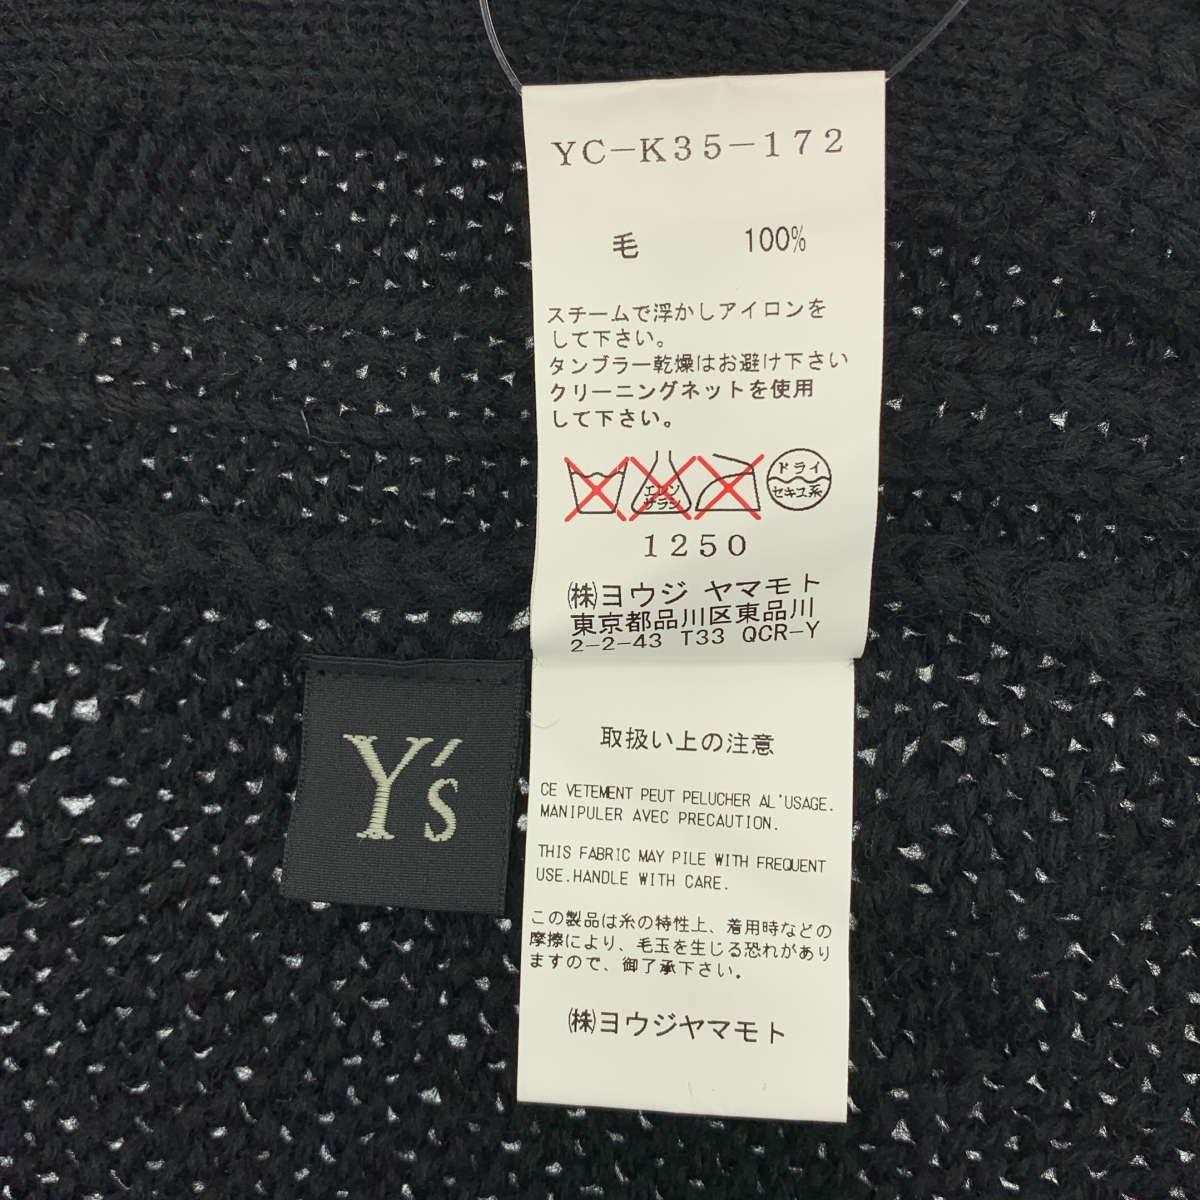 YC-K35-172
毛 100%
スチームで浮かしアイロンを
して下さい。
タンブラー乾燥はお避け下さい
クリーニングネットを使用
して下さい。
エンソ
サラシ
ドライ
セキユ系
1250
㈱ヨウジ ヤマモト
東京都品川区東品川
2-2-43 T33 QCR-Y
Y's
取扱い上の注意
CE VETEMENT PEUT PELUCHER AL'USAGE.
MANIPULER AVEC PRECAUTION.
THIS FABRIC MAY PILE WITH FREQUENT
USE.HANDLE WITH CARE.
この製品は糸の特性上、着用時などの
摩擦により、毛玉を生じる恐れがあり
ますので、御了承下さい。
㈱ヨウジヤマモト